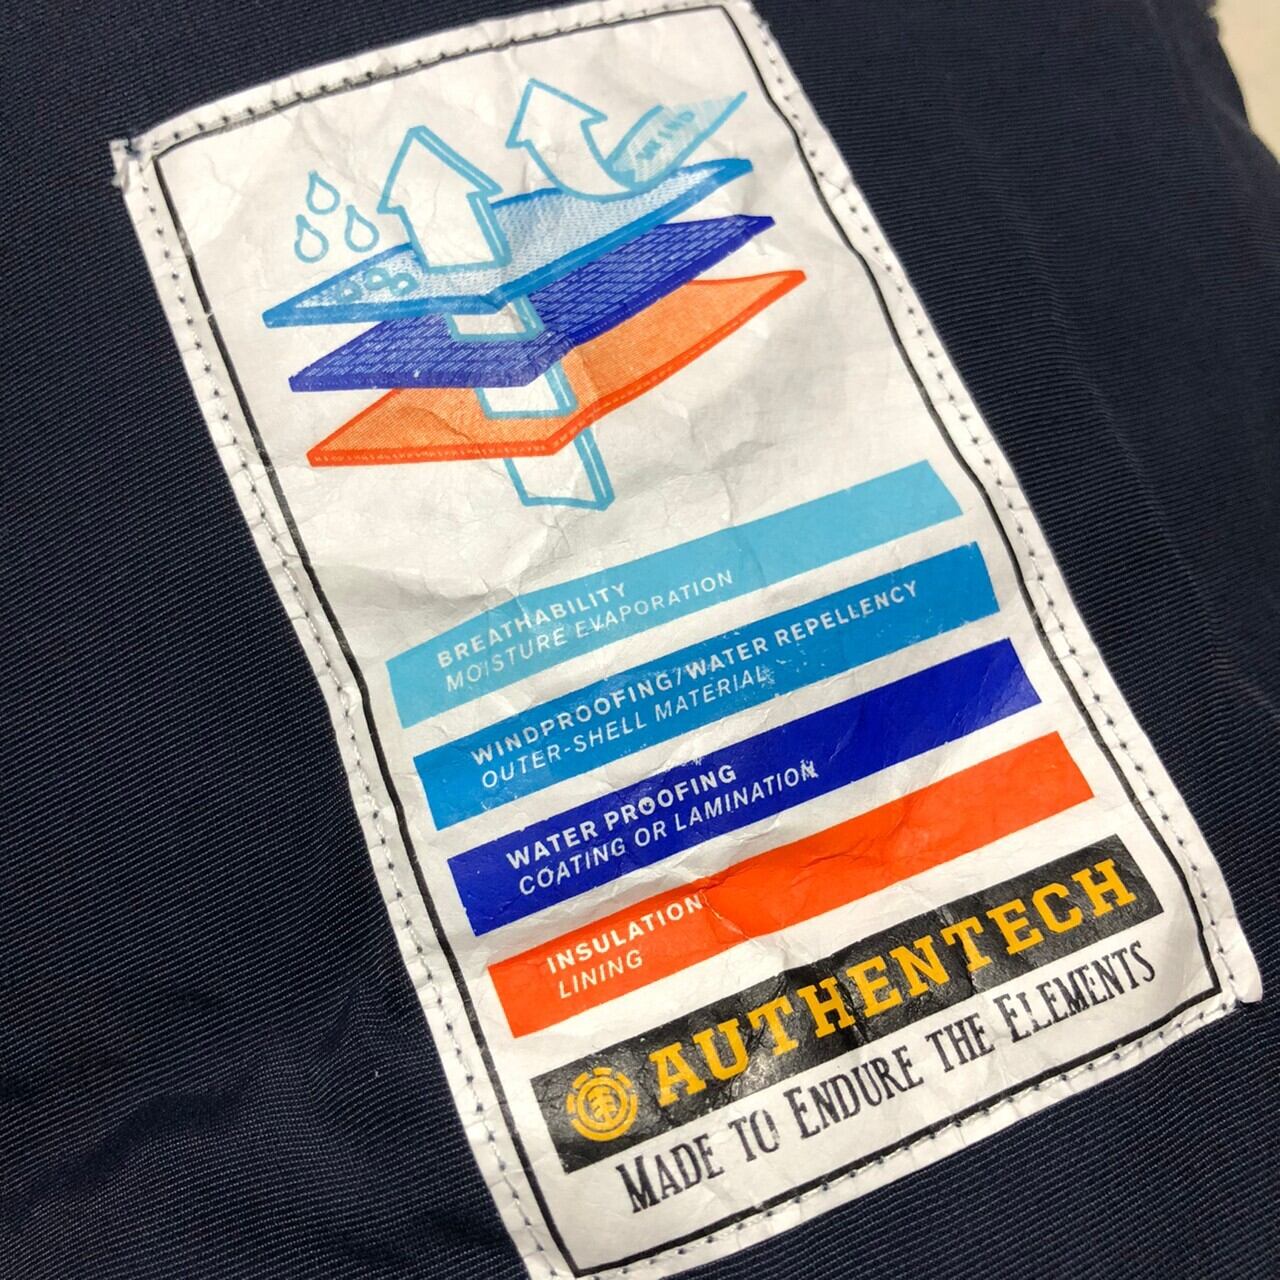 WIND
BREATHABILITY
MOISTURE EVAPORATION
WINDPROOFING/WATER REPELLENCY
OUTER-SHELL MATERIAL
WATER PROOFING
COATING OR LAMINATION
INSULATION
LINING
AUTHENTECH
MADE TO ENDURE THE ELEMENTS